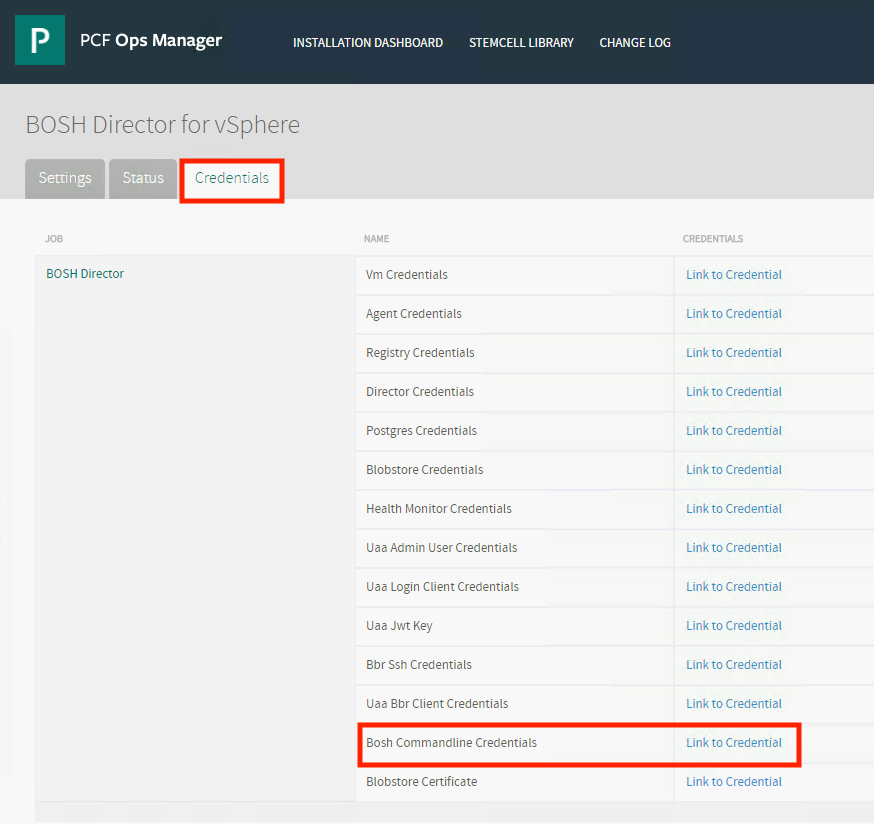 P PCF Ops Manager INSTALLATION DASHBOARD STEMCELL LIBRARY CHANGE LOG
BOSH Director for vSphere
Settings Status Credentials
JOB NAME CREDENTIALS
BOSH Director Vm Credentials Link to Credential
Agent Credentials Link to Credential
Registry Credentials Link to Credential
Director Credentials Link to Credential
Postgres Credentials Link to Credential
Blobstore Credentials Link to Credential
Health Monitor Credentials Link to Credential
Uaa Admin User Credentials Link to Credential
Uaa Login Client Credentials Link to Credential
Uaa Jwt Key Link to Credential
Bbr Ssh Credentials Link to Credential
Uaa Bbr Client Credentials Link to Credential
Bosh Commandline Credentials Link to Credential
Blobstore Certificate Link to Credential